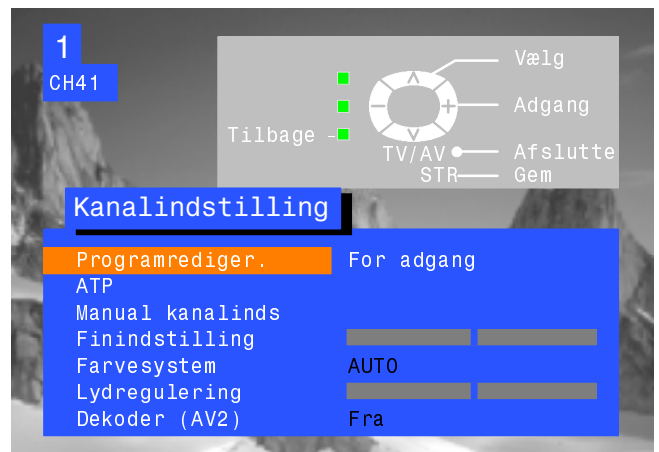 1
CH41
Vælg
Adgang
Tilbage
TV/AV Afslutte
STR Gem
Kanalindstilling
Programrediger. For adgang
ATP
Manual kanalinds
Finindstilling
Farvesystem AUTO
Lydregulering
Dekoder (AV2) Fra